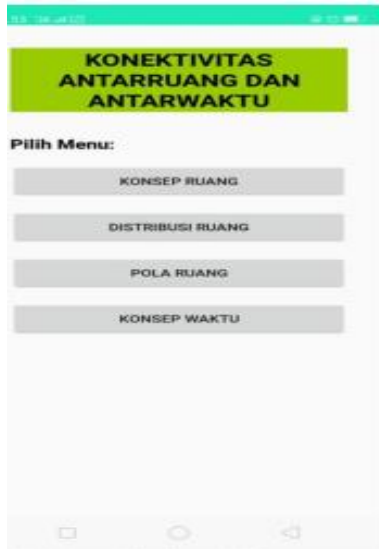 KONEKTIVITAS
ANTARRUANG DAN
ANTARWAKTU
Pilih Menu:
KONSEP RUANG
DISTRIBUSI RUANG
POLA RUANG
KONSEP WAKTU